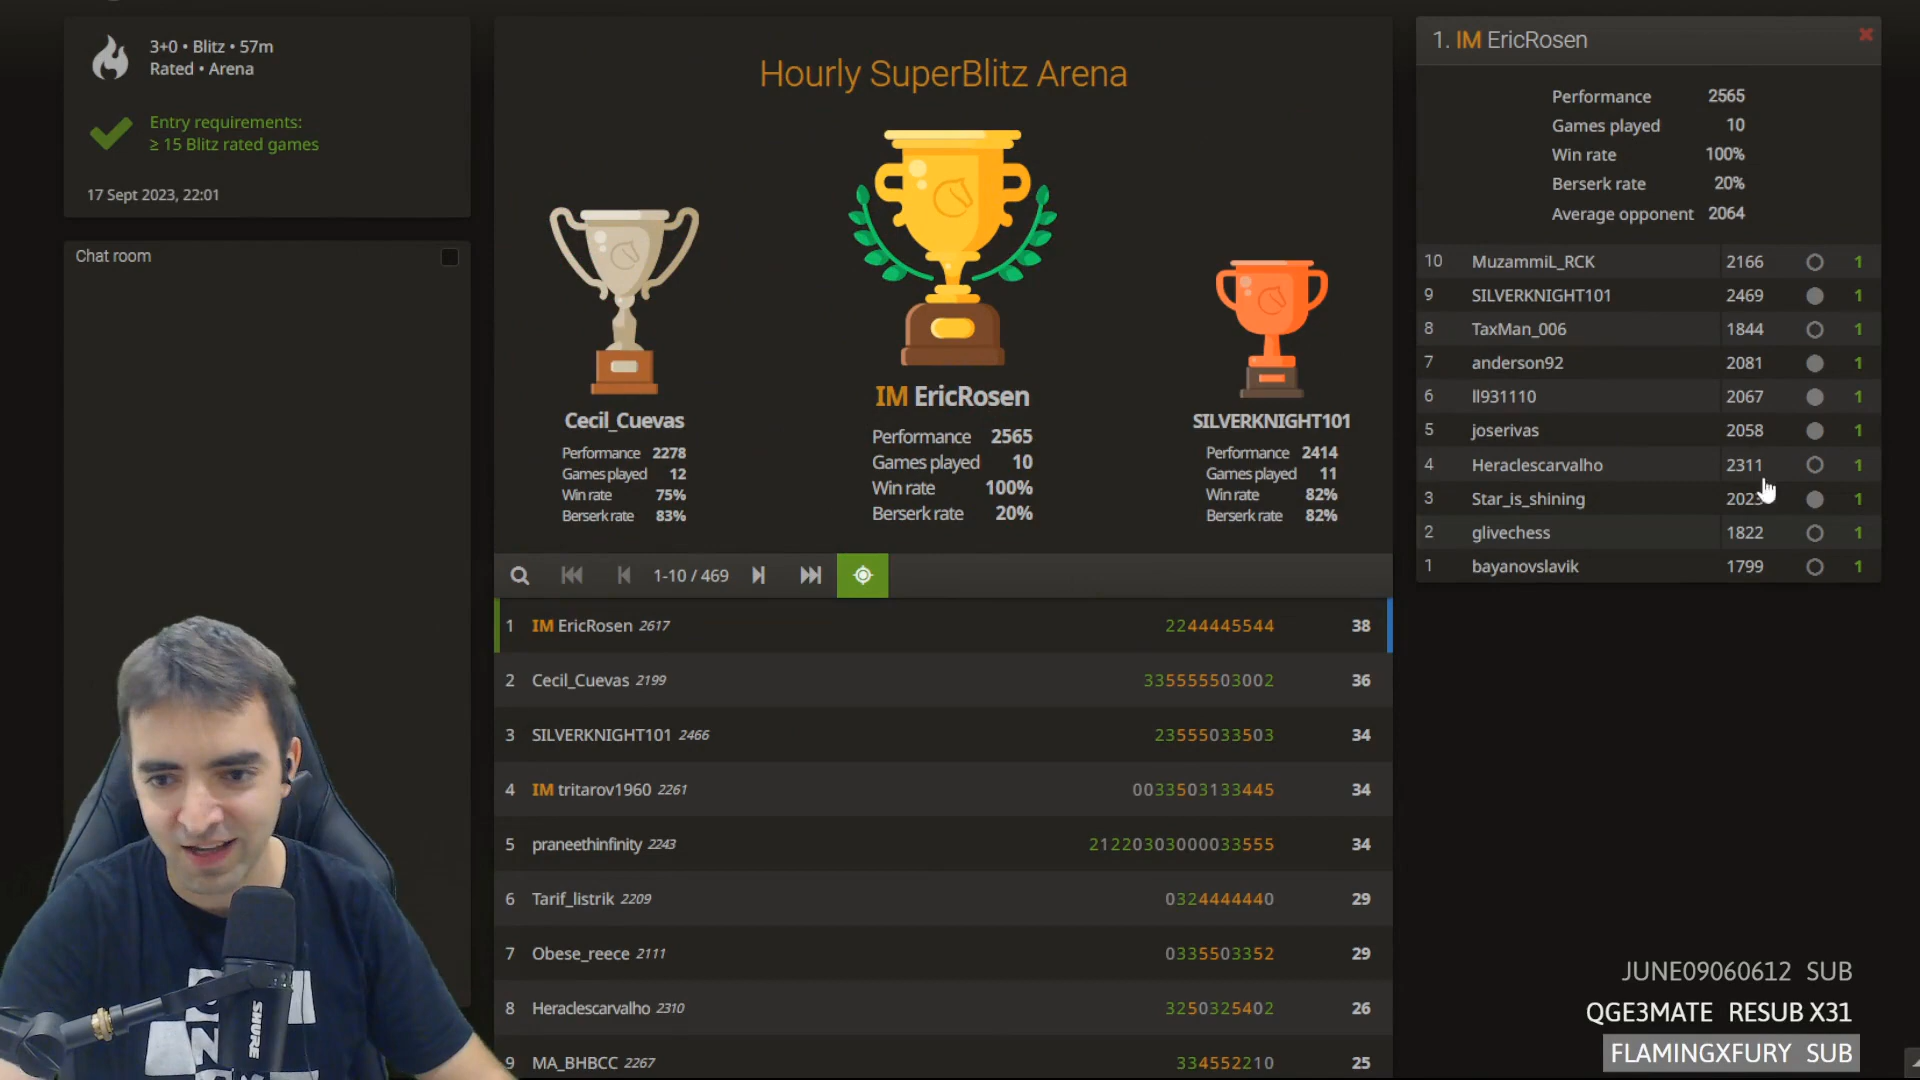 3+0 • Blitz • 57m
Rated • Arena
Entry requirements:
≥ 15 Blitz rated games
17 Sept 2023, 22:01
Chat room
Hourly SuperBlitz Arena
Cecil_Cuevas
Performance 2278
Games played 12
Win rate 75%
Berserk rate 83%
IM EricRosen
Performance 2565
Games played 10
Win rate 100%
Berserk rate 20%
SILVERKNIGHT101
Performance 2414
Games played 11
Win rate 82%
Berserk rate 82%
1-10 / 469
1 IM EricRosen 2617 2244445544 38
2 Cecil_Cuevas 2199 335555503002 36
3 SILVERKNIGHT101 2466 23555033503 34
4 IM tritarov1960 2261 0033503133445 34
5 praneethinfinity 2243 21220303000033555 34
6 Tarif_listrik 2209 0324444440 29
7 Obese_reece 2111 0335503352 29
8 Heraclescarvalho 2310 3250325402 26
9 MA_BHBCC 2267 334552210 25
1. IM EricRosen
Performance 2565
Games played 10
Win rate 100%
Berserk rate 20%
Average opponent 2064
10 MuzammiL_RCK 2166 1
9 SILVERKNIGHT101 2469 1
8 TaxMan_006 1844 1
7 anderson92 2081 1
6 ll931110 2067 1
5 joserivas 2058 1
4 Heraclescarvalho 2311 1
3 Star_is_shining 2023 1
2 glivechess 1822 1
1 bayanovslavik 1799 1
JUNE09060612 SUB
QGE3MATE RESUB X31
FLAMINGXFURY SUB
SHURE